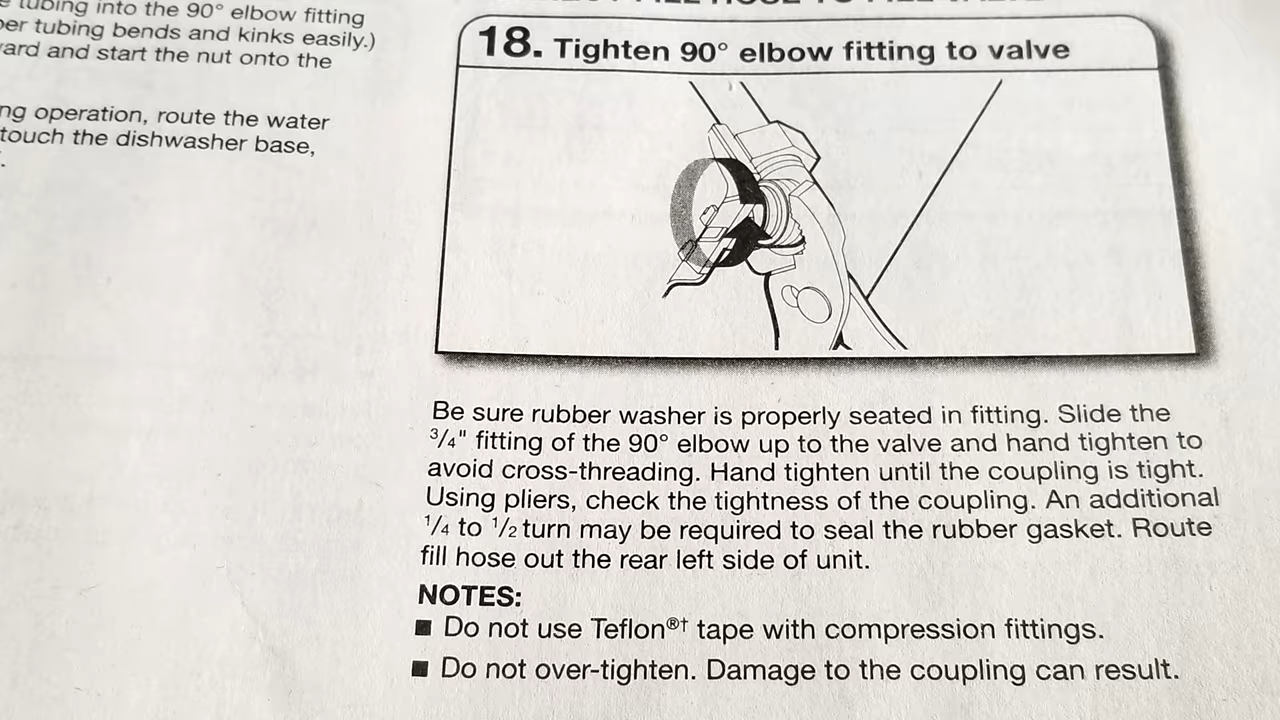 tubing into the 90° elbow fitting
tubing bends and kinks easily.)
and start the nut onto the
operation, route the water
touch the dishwasher base,
18. Tighten 90° elbow fitting to valve
Be sure rubber washer is properly seated in fitting. Slide the
3/4" fitting of the 90° elbow up to the valve and hand tighten to
avoid cross-threading. Hand tighten until the coupling is tight.
Using pliers, check the tightness of the coupling. An additional
1/4 to 1/2 turn may be required to seal the rubber gasket. Route
fill hose out the rear left side of unit.
NOTES:
■ Do not use Teflon®† tape with compression fittings.
■ Do not over-tighten. Damage to the coupling can result.